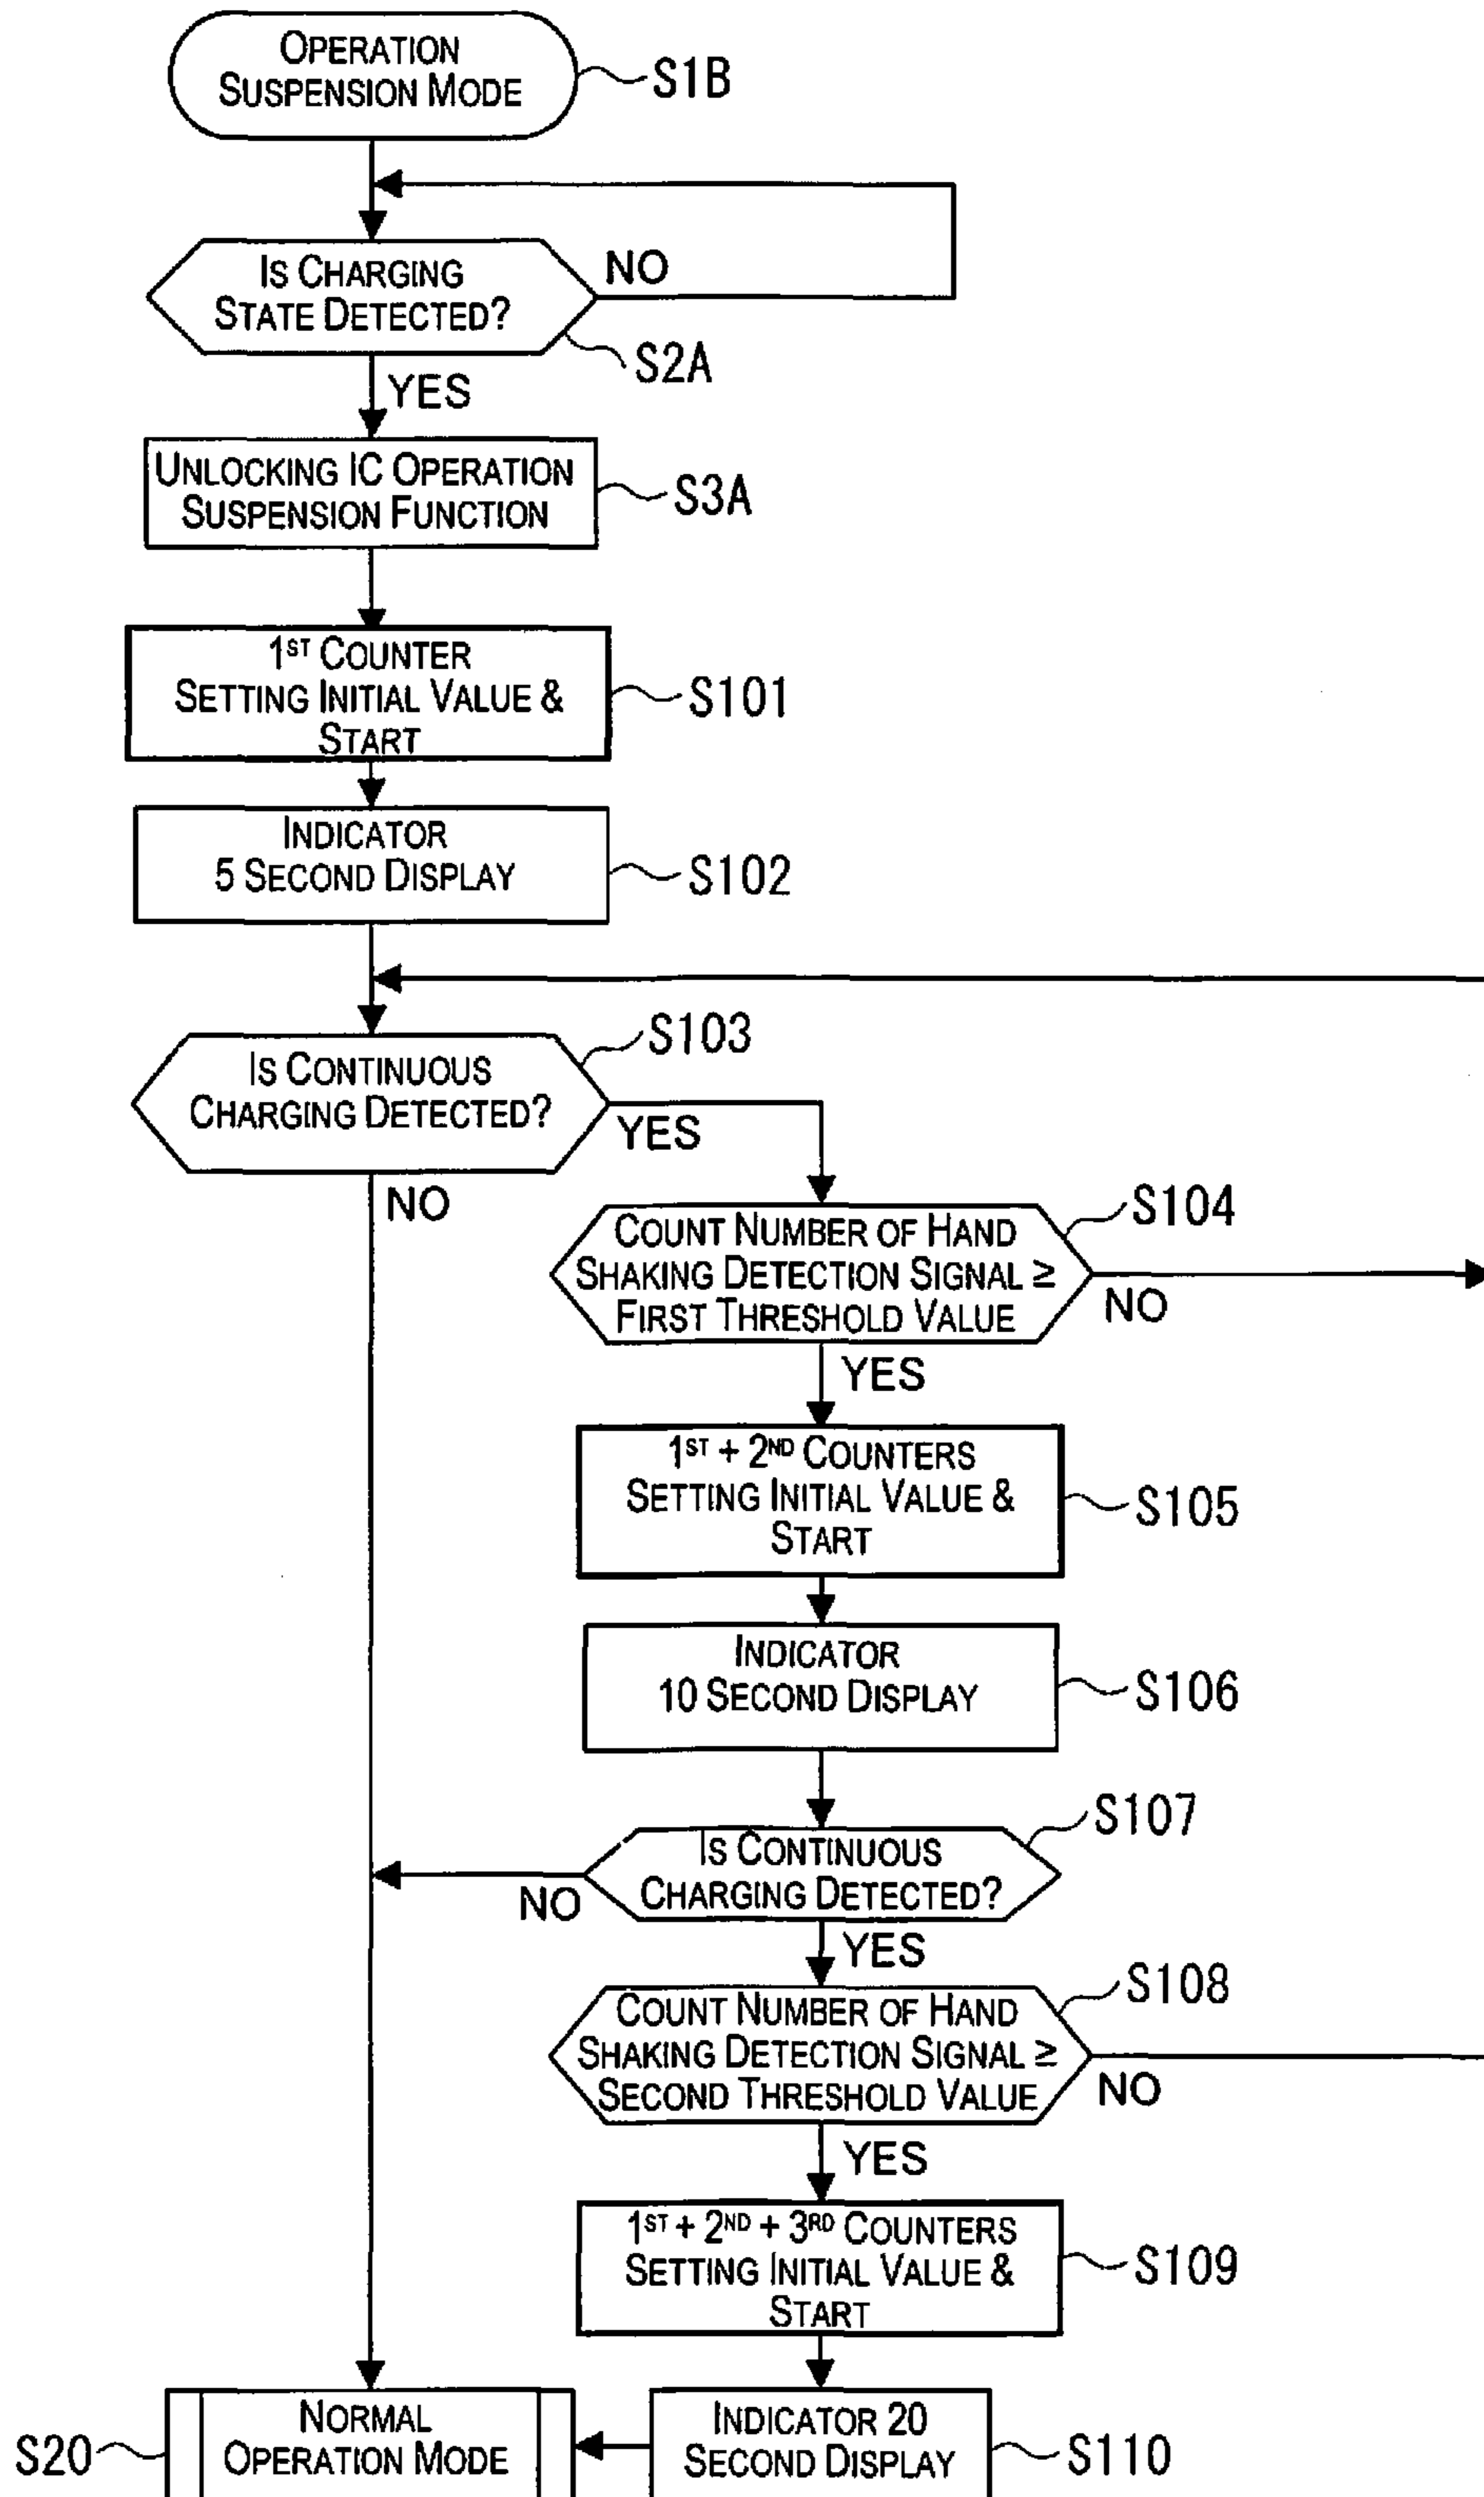 OPERATION
SUSPENSION MODE
S1B
IS CHARGING
STATE DETECTED?
NO
S2A
YES
UNLOCKING IC OPERATION
SUSPENSION FUNCTION
S3A
1ST COUNTER
SETTING INITIAL VALUE &
START
S101
INDICATOR
5 SECOND DISPLAY
S102
IS CONTINUOUS
CHARGING DETECTED?
S103
YES
NO
COUNT NUMBER OF HAND
SHAKING DETECTION SIGNAL ≥
FIRST THRESHOLD VALUE
S104
NO
YES
1ST + 2ND COUNTERS
SETTING INITIAL VALUE &
START
S105
INDICATOR
10 SECOND DISPLAY
S106
IS CONTINUOUS
CHARGING DETECTED?
S107
NO
YES
COUNT NUMBER OF HAND
SHAKING DETECTION SIGNAL ≥
SECOND THRESHOLD VALUE
S108
NO
YES
1ST + 2ND + 3RD COUNTERS
SETTING INITIAL VALUE &
START
S109
S20
NORMAL
OPERATION MODE
INDICATOR 20
SECOND DISPLAY
S110